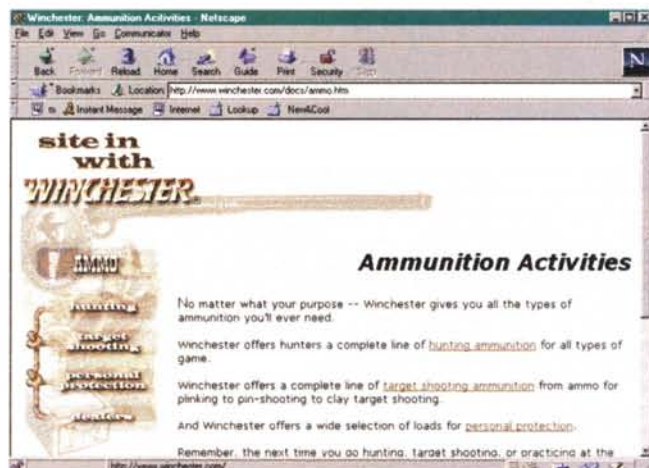 Winchester: Ammunition Acitivities - Netscape
File Edit View Go Communicator Help
Back Forward Reload Home Search Guide Print Security Stop
N
Bookmarks Location: http://www.winchester.com/docs/ammo.htm
Instant Message Internet Lookup New&Cool
site in
with
WINCHESTER®
AMMO
Ammunition Activities
hunting
target
shooting
personal
protection
dealers
No matter what your purpose -- Winchester gives you all the types of
ammunition you'll ever need.
Winchester offers hunters a complete line of hunting ammunition for all types of
game.
Winchester offers a complete line of target shooting ammunition from ammo for
plinking to pin-shooting to clay target shooting.
And Winchester offers a wide selection of loads for personal protection.
Remember, the next time you go hunting, target shooting, or practicing at the
http://www.winchester.com/